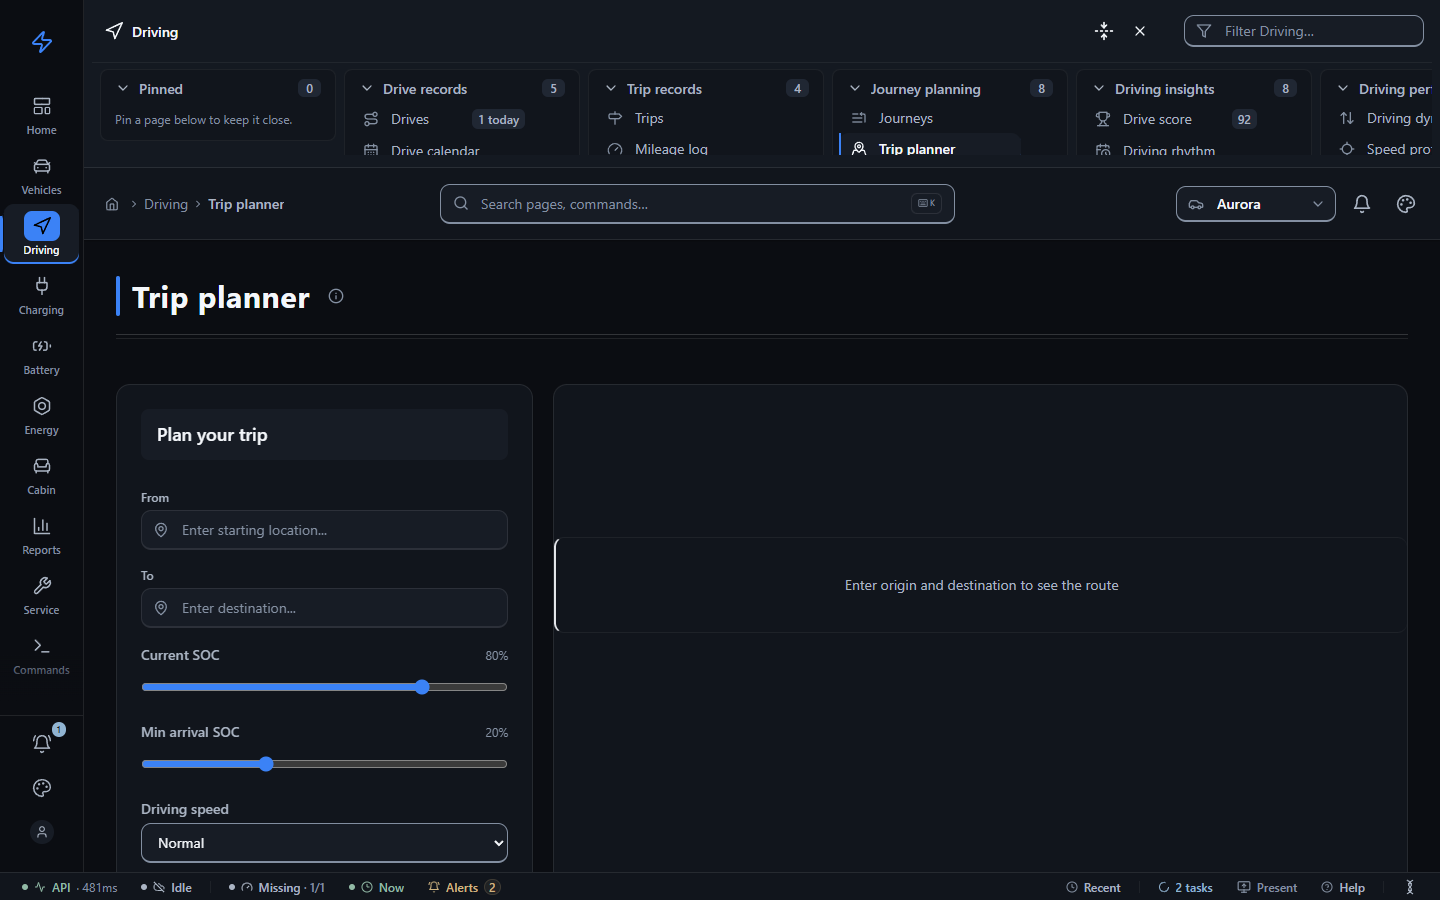 Driving
Filter Driving...
Home
Vehicles
Driving
Charging
Battery
Energy
Cabin
Reports
Service
Commands
1
Pinned 0
Pin a page below to keep it close.
Drive records 5
Drives 1 today
Drive calendar
Trip records 4
Trips
Mileage log
Journey planning 8
Journeys
Trip planner
Driving insights 8
Drive score 92
Driving rhythm
Driving per
Driving dy
Speed pro
Driving > Trip planner
Search pages, commands... K
Aurora
Trip planner
Plan your trip
From
Enter starting location...
To
Enter destination...
Current SOC 80%
Min arrival SOC 20%
Driving speed
Normal
Enter origin and destination to see the route
API · 481ms Idle Missing · 1/1 Now Alerts 2 Recent 2 tasks Present Help